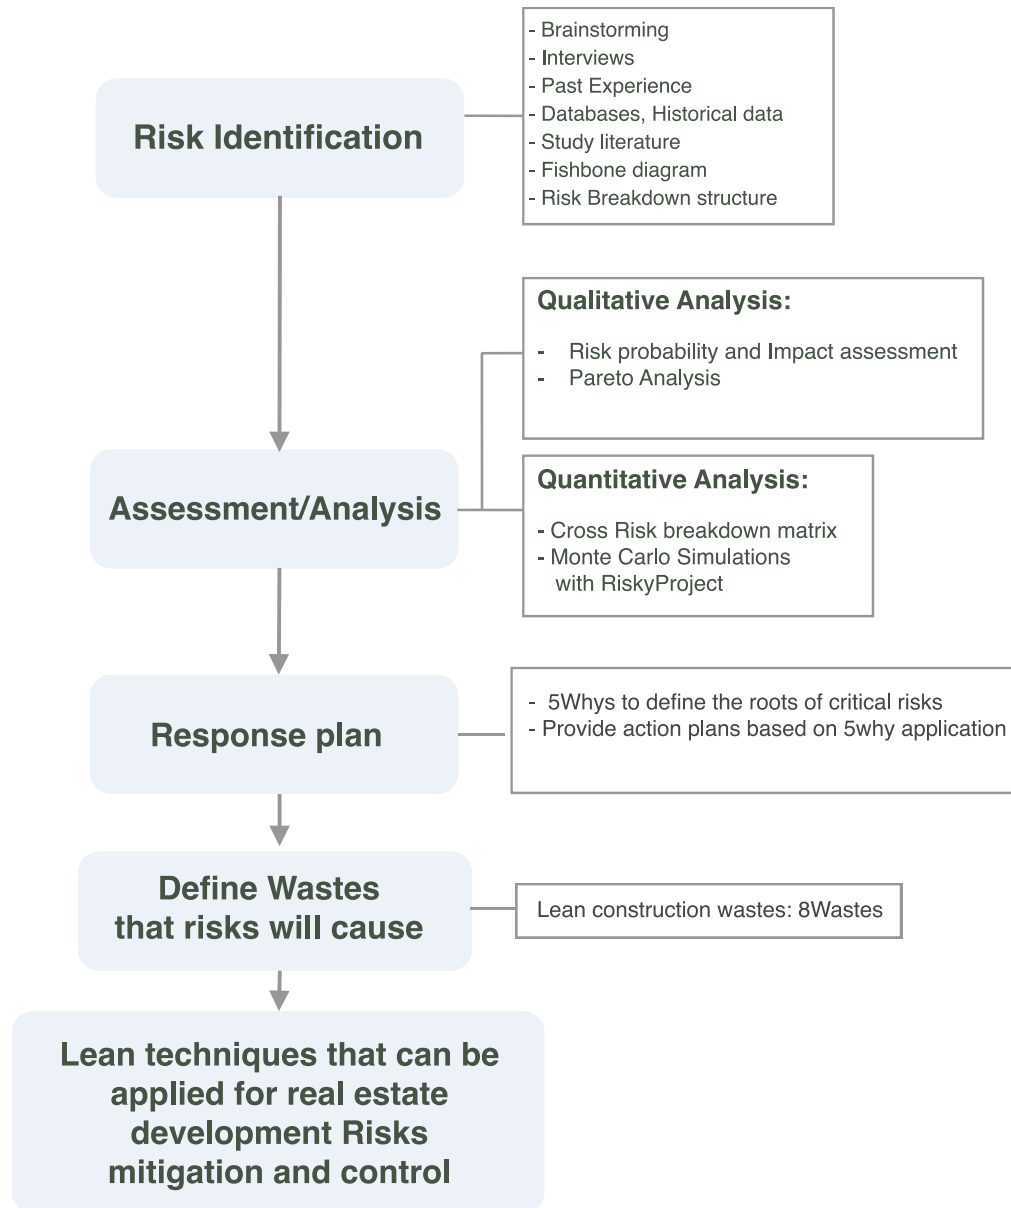 - Brainstorming
- Interviews
- Past Experience
- Databases, Historical data
- Study literature
- Fishbone diagram
- Risk Breakdown structure
Risk Identification
Qualitative Analysis:
- Risk probability and Impact assessment
- Pareto Analysis
Assessment/Analysis
Quantitative Analysis:
- Cross Risk breakdown matrix
- Monte Carlo Simulations
with RiskyProject
Response plan
- 5Whys to define the roots of critical risks
- Provide action plans based on 5why application
Define Wastes
that risks will cause
Lean construction wastes: 8Wastes
Lean techniques that can be
applied for real estate
development Risks
mitigation and control